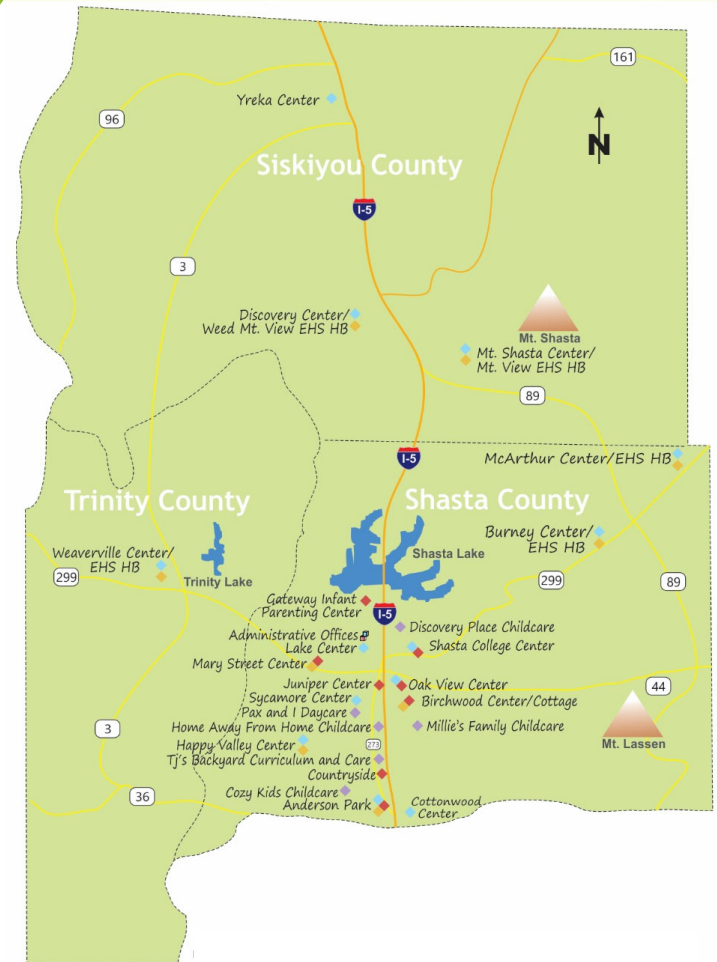 161
Yreka Center
96
N
Siskiyou County
I-5
3
Discovery Center/
Weed Mt. View EHS HB
Mt. Shasta
Mt. Shasta Center/
Mt. View EHS HB
89
I-5
McArthur Center/EHS HB
Trinity County
Shasta County
Burney Center/
EHS HB
Weaverville Center/
EHS HB
Shasta Lake
299
Trinity Lake
299
89
Gateway Infant
Parenting Center
I-5
Discovery Place Childcare
Administrative Offices
Lake Center
Shasta College Center
Mary Street Center
Juniper Center
Oak View Center
44
Sycamore Center
Birchwood Center/Cottage
Pax and I Daycare
Home Away From Home Childcare
Millie's Family Childcare
3
Happy Valley Center
273
Mt. Lassen
Tj's Backyard Curriculum and Care
Countryside
Cozy Kids Childcare
36
Anderson Park
Cottonwood
Center